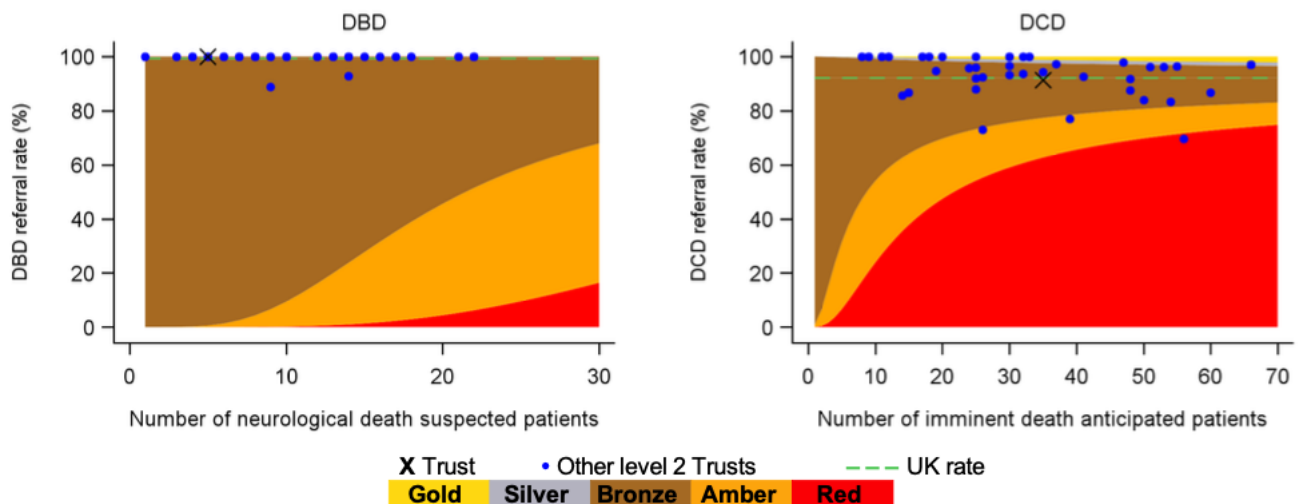 DBD
DCD
DBD referral rate (%)
100
80
60
40
20
0
0 10 20 30
Number of neurological death suspected patients
DCD referral rate (%)
100
80
60
40
20
0
0 10 20 30 40 50 60 70
Number of imminent death anticipated patients
X Trust
Other level 2 Trusts
UK rate
Gold Silver Bronze Amber Red